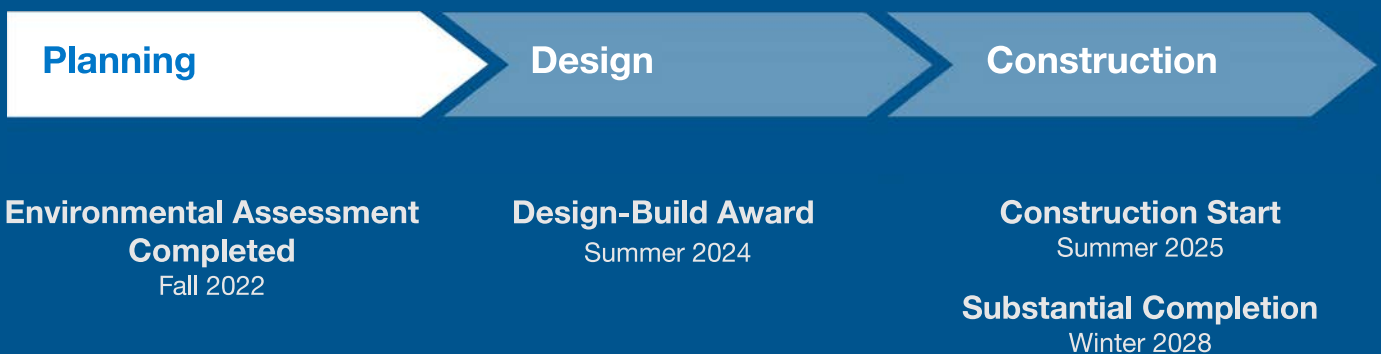 Planning
Design
Construction
Environmental Assessment
Completed
Fall 2022
Design-Build Award
Summer 2024
Construction Start
Summer 2025
Substantial Completion
Winter 2028